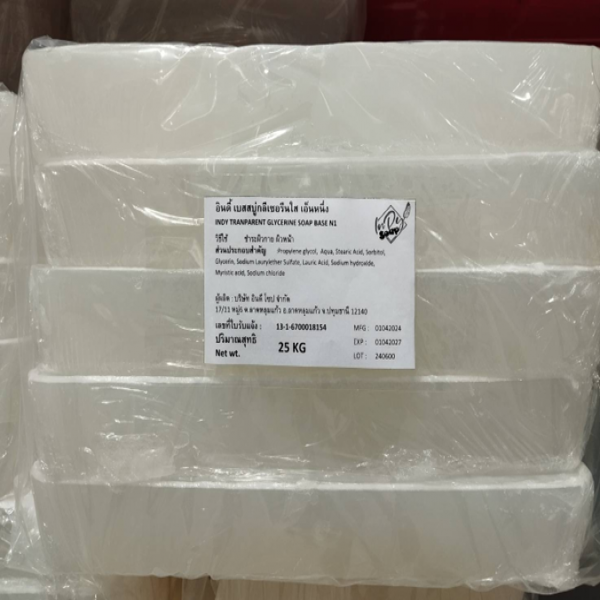 อินดี้ เบสสบู่กลีเซอรีนใส เอ็นหนึ่ง
INDY TRANPARENT GLYCERINE SOAP BASE N1
InDy
Soap
วิธีใช้ ชำระผิวกาย ผิวหน้า
ส่วนประกอบสำคัญ Propylene glycol, Aqua, Stearic Acid, Sorbitol,
Glycerin, Sodium Laurylether Sulfate, Lauric Acid, Sodium hydroxide,
Myristic acid, Sodium chloride
ผู้ผลิต : บริษัท อินดี้ โซป จำกัด
17/11 หมู่6 ต.ลาดหลุมแก้ว อ.ลาดหลุมแก้ว จ.ปทุมธานี 12140
เลขที่ใบรับแจ้ง : 13-1-6700018154 MFG : 01042024
ปริมาณสุทธิ 25 KG EXP : 01042027
Net wt. LOT : 240600